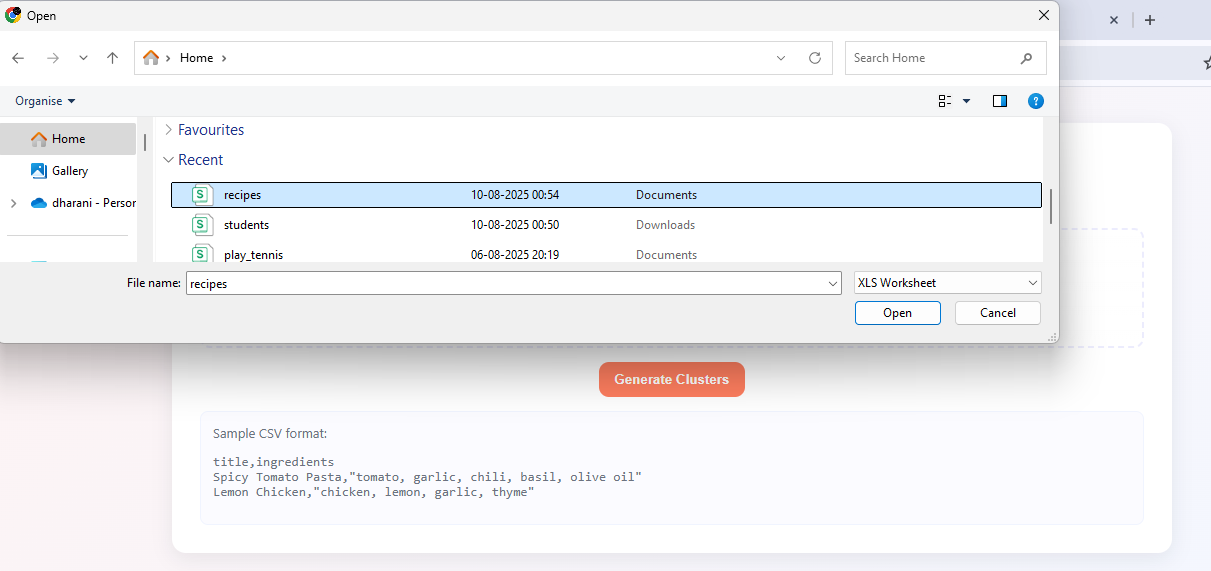 Open
Home
Search Home
Organise
Home
Gallery
dharani - Persor
Favourites
Recent
recipes 10-08-2025 00:54 Documents
students 10-08-2025 00:50 Downloads
play_tennis 06-08-2025 20:19 Documents
File name: recipes XLS Worksheet
Open Cancel
Generate Clusters
Sample CSV format:
title,ingredients
Spicy Tomato Pasta,"tomato, garlic, chili, basil, olive oil"
Lemon Chicken,"chicken, lemon, garlic, thyme"